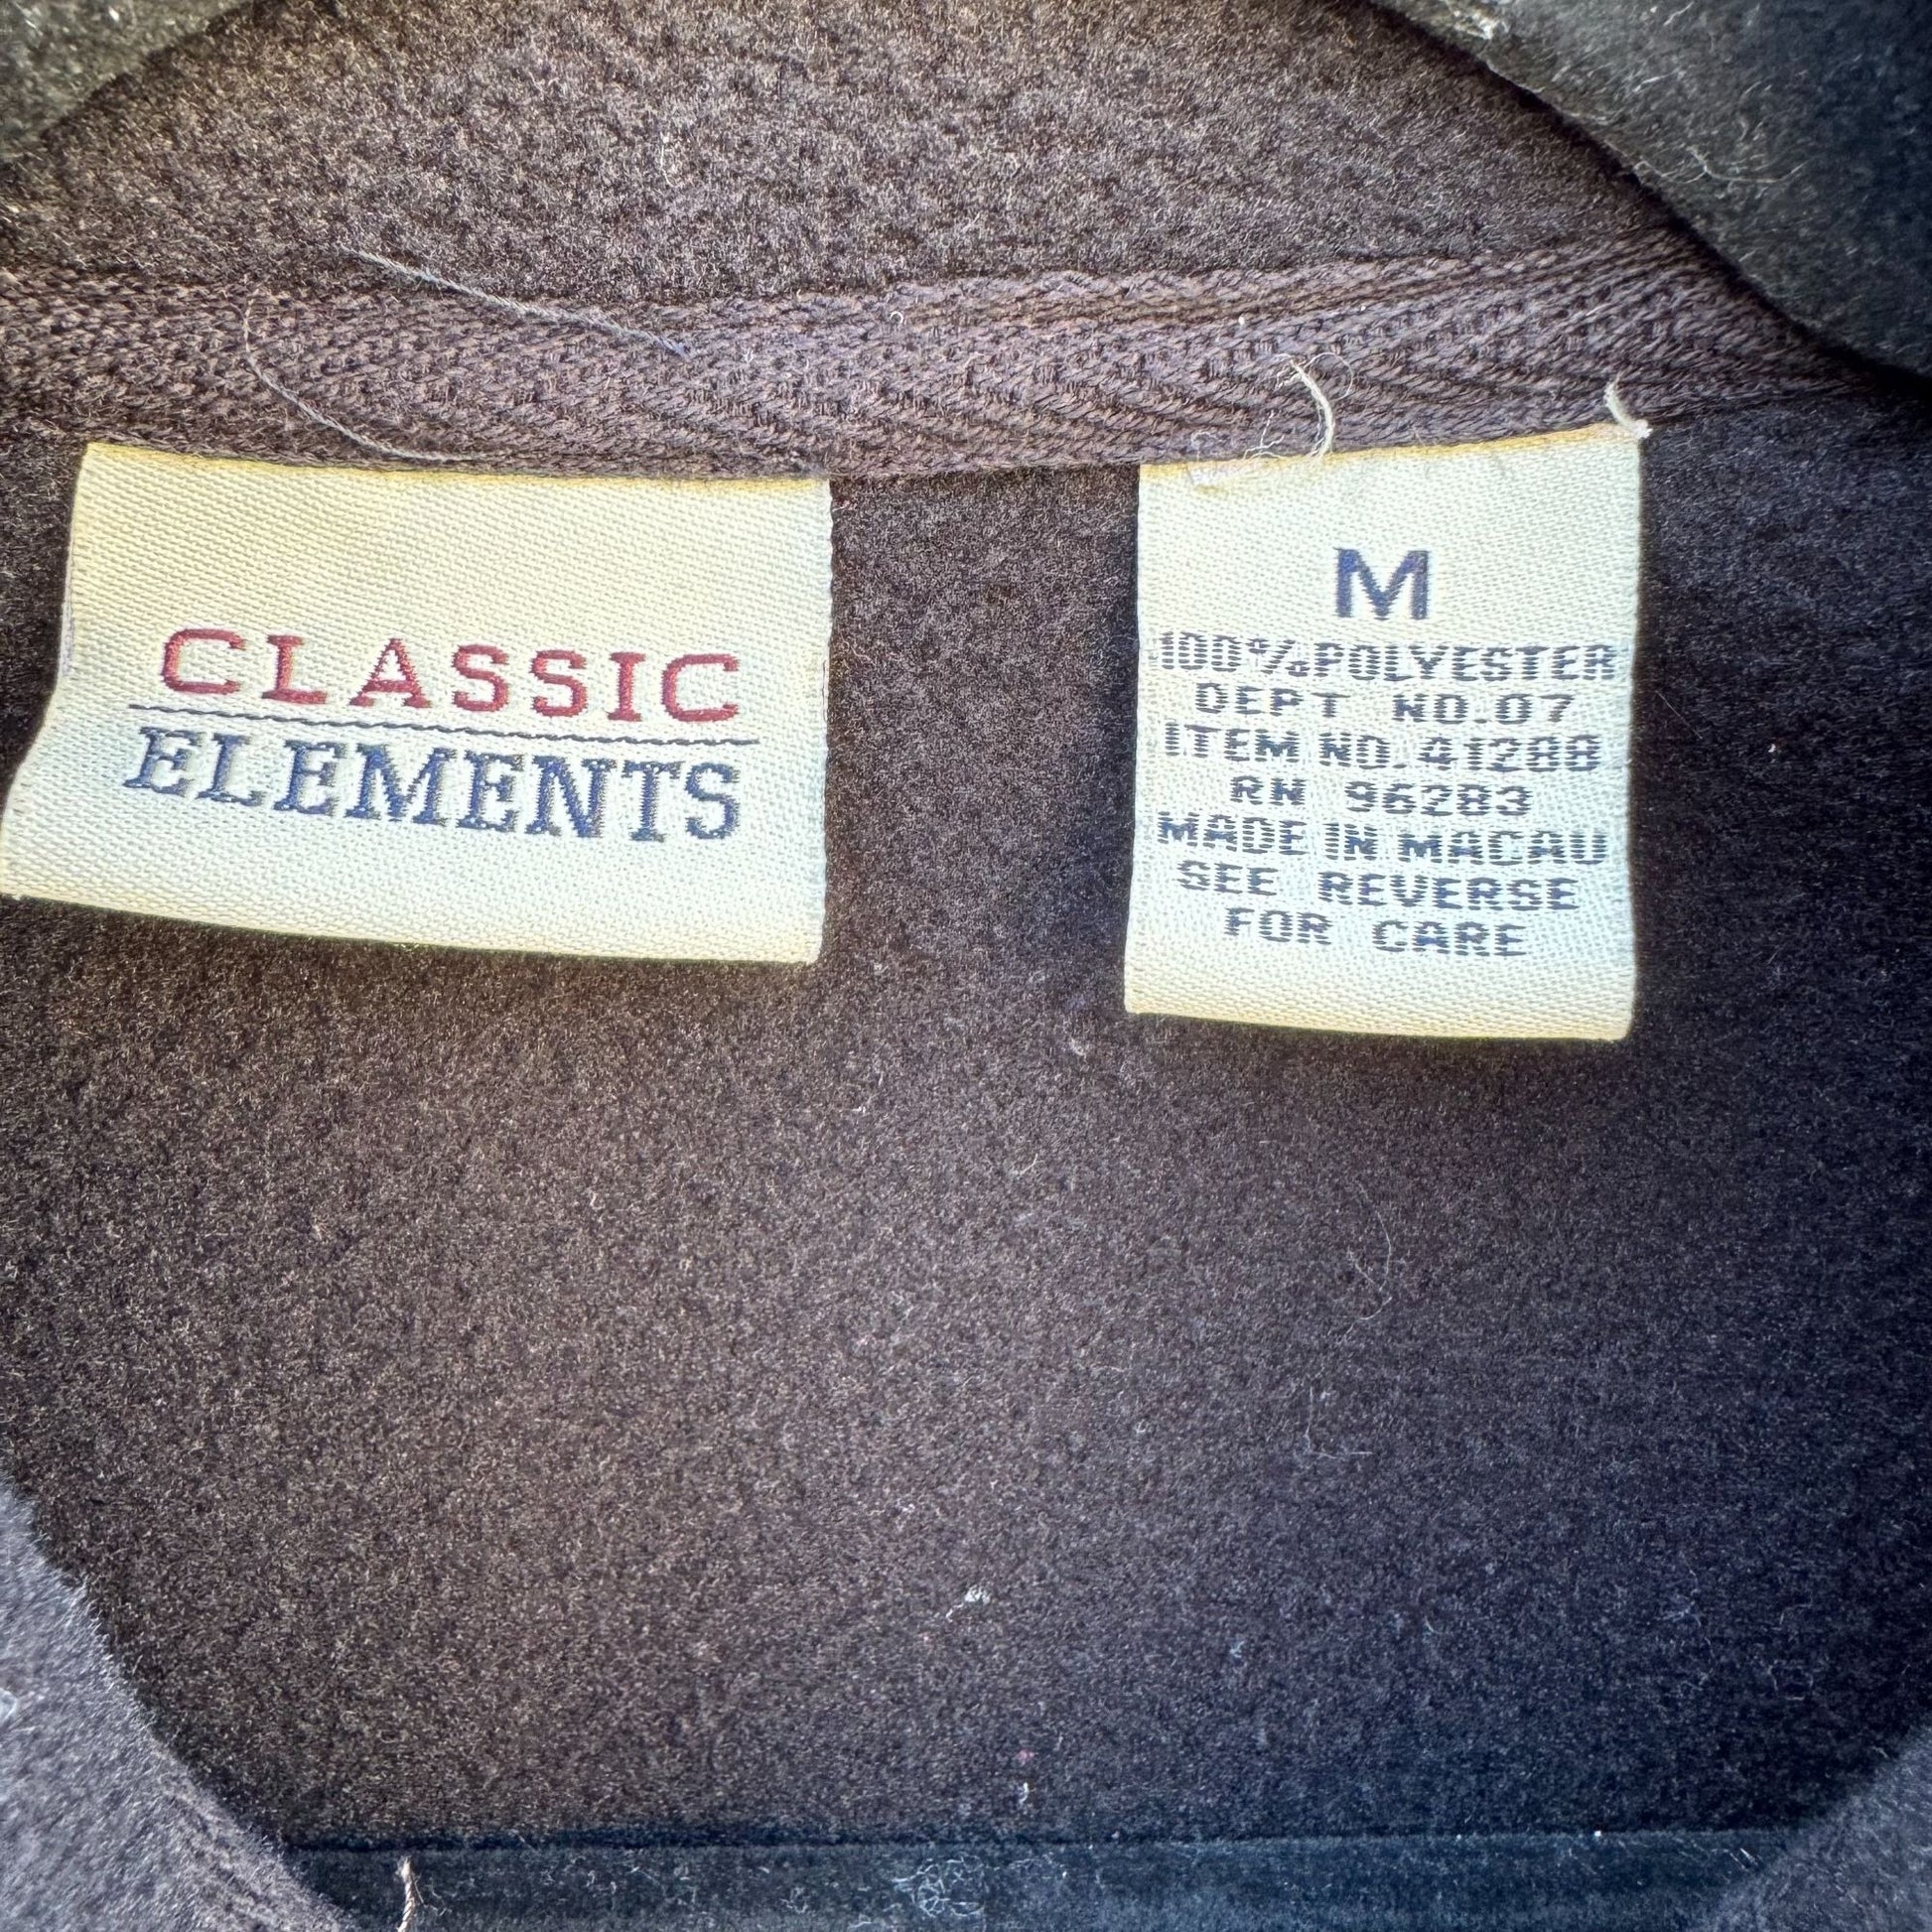 CLASSIC
ELEMENTS
M
100% POLYESTER
DEPT NO.07
ITEM NO. 41288
RN 96283
MADE IN MACAU
SEE REVERSE
FOR CARE